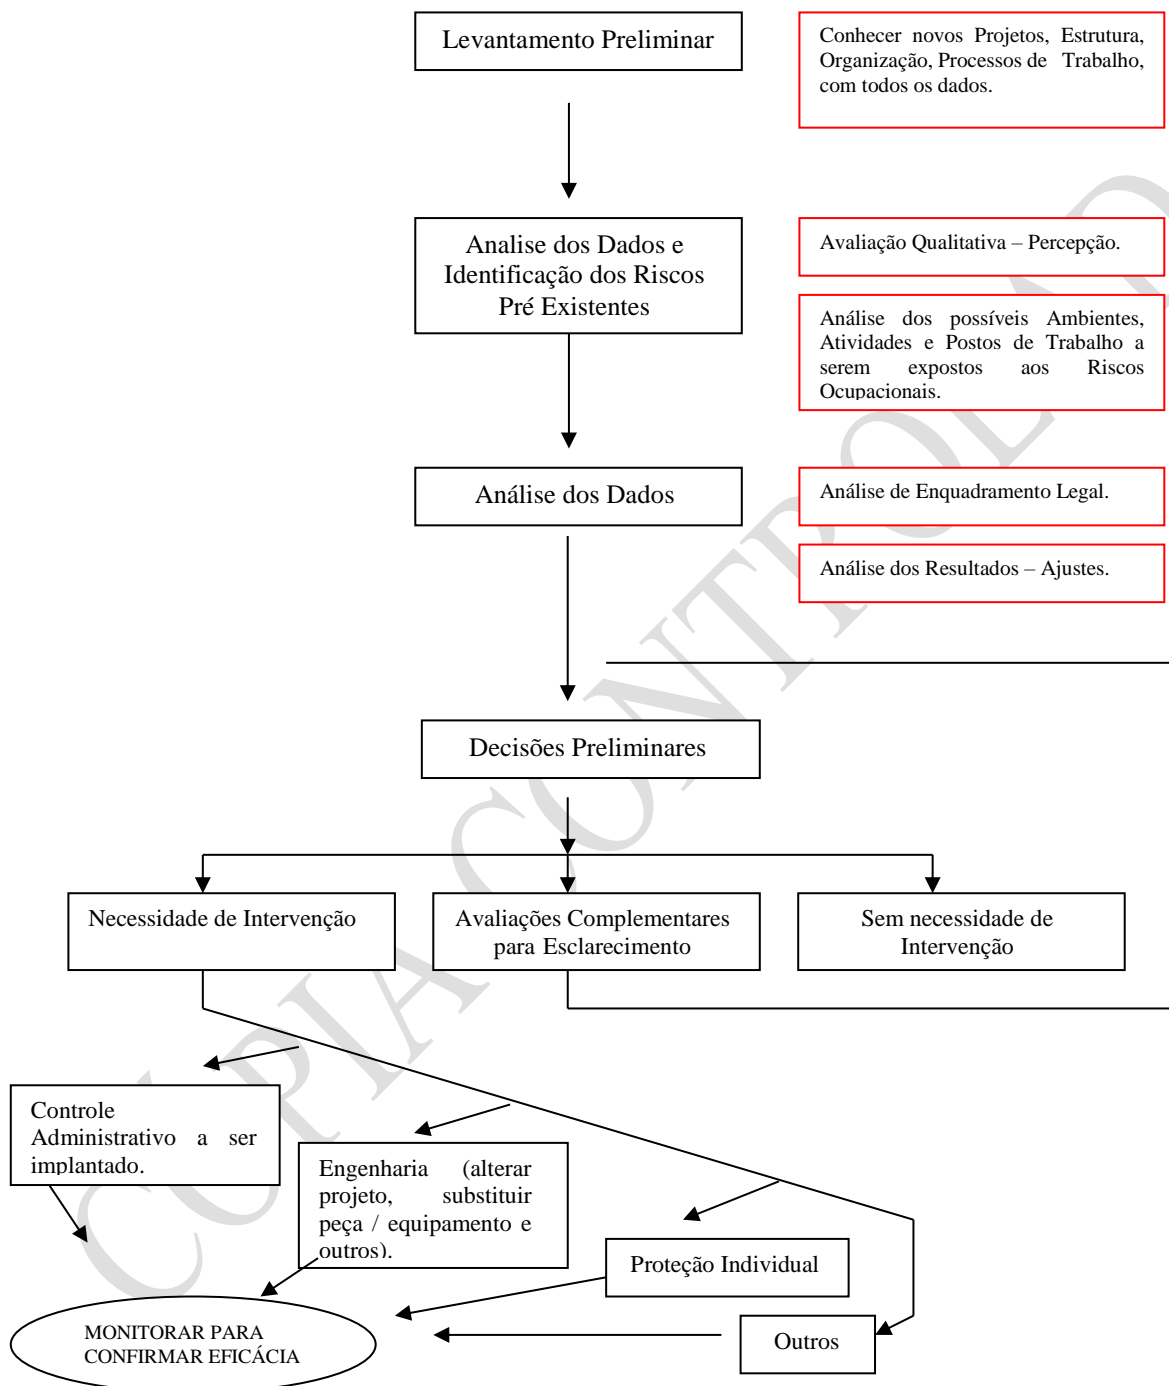 Levantamento Preliminar
Conhecer novos Projetos, Estrutura,
Organização, Processos de Trabalho,
com todos os dados.
Analise dos Dados e
Identificação dos Riscos
Pré Existentes
Avaliação Qualitativa – Percepção.
Análise dos possíveis Ambientes,
Atividades e Postos de Trabalho a
serem expostos aos Riscos
Ocupacionais.
Análise dos Dados
Análise de Enquadramento Legal.
Análise dos Resultados – Ajustes.
Decisões Preliminares
Necessidade de Intervenção
Avaliações Complementares
para Esclarecimento
Sem necessidade de
Intervenção
Controle
Administrativo a ser
implantado.
Engenharia (alterar
projeto, substituir
peça / equipamento e
outros).
Proteção Individual
Outros
MONITORAR PARA
CONFIRMAR EFICÁCIA